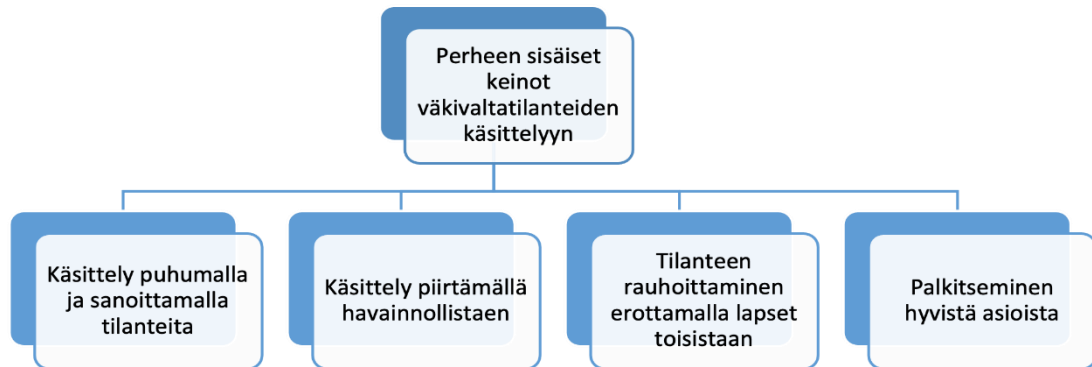 Perheen sisäiset
keinot
väkivaltatilanteiden
käsittelyyn
Käsittely puhumalla
ja sanoittamalla
tilanteita
Käsittely piirtämällä
havainnollistaen
Tilanteen
rauhoittaminen
erottamalla lapset
toisistaan
Palkitseminen
hyvistä asioista